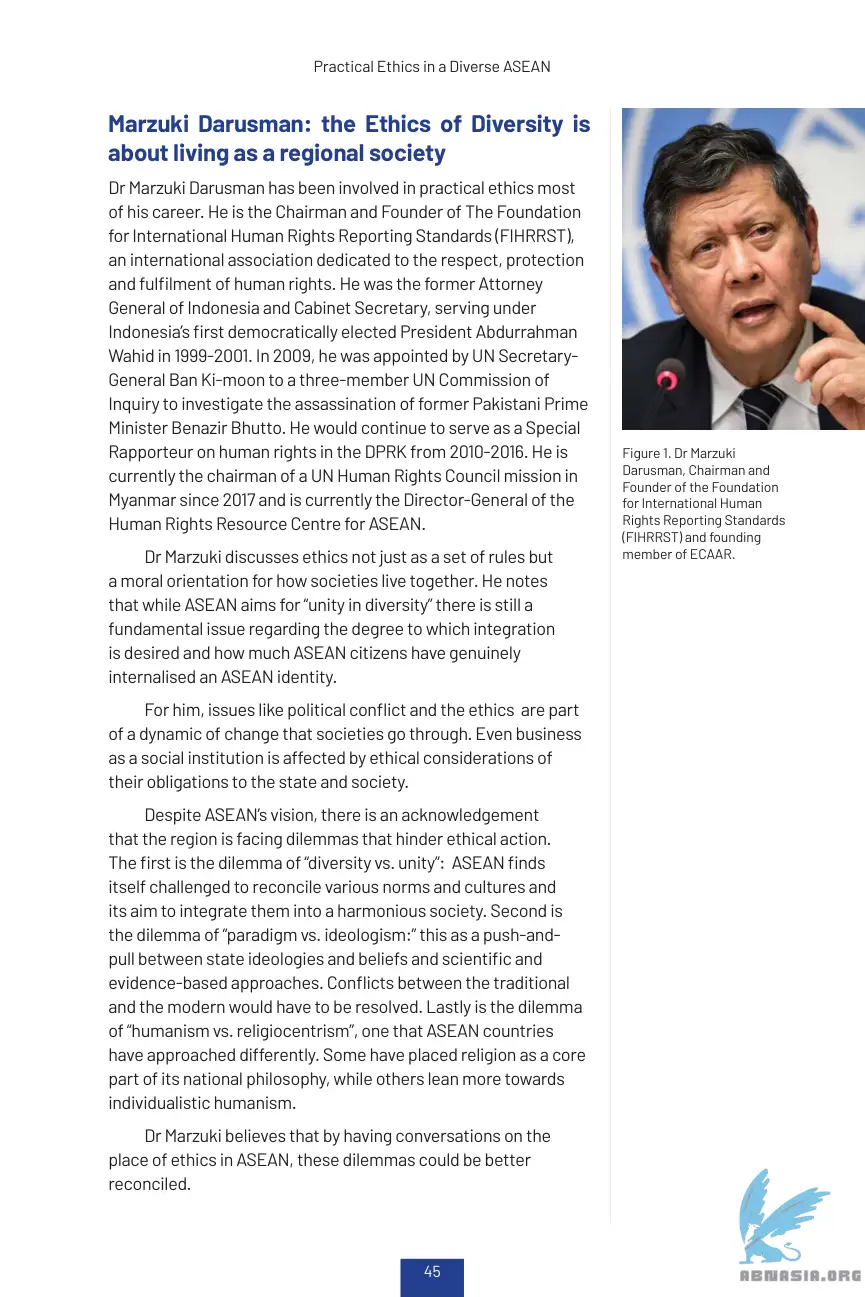 Practical Ethics in a Diverse ASEAN
Marzuki Darusman: the Ethics of Diversity is
about living as a regional society
Dr Marzuki Darusman has been involved in practical ethics most
of his career. He is the Chairman and Founder of The Foundation
for International Human Rights Reporting Standards (FIHRRST),
an international association dedicated to the respect, protection
and fulfilment of human rights. He was the former Attorney
General of Indonesia and Cabinet Secretary, serving under
Indonesia’s first democratically elected President Abdurrahman
Wahid in 1999-2001. In 2009, he was appointed by UN Secretary-
General Ban Ki-moon to a three-member UN Commission of
Inquiry to investigate the assassination of former Pakistani Prime
Minister Benazir Bhutto. He would continue to serve as a Special
Rapporteur on human rights in the DPRK from 2010-2016. He is
currently the chairman of a UN Human Rights Council mission in
Myanmar since 2017 and is currently the Director-General of the
Human Rights Resource Centre for ASEAN.
Dr Marzuki discusses ethics not just as a set of rules but
a moral orientation for how societies live together. He notes
that while ASEAN aims for “unity in diversity” there is still a
fundamental issue regarding the degree to which integration
is desired and how much ASEAN citizens have genuinely
internalised an ASEAN identity.
For him, issues like political conflict and the ethics  are part
of a dynamic of change that societies go through. Even business
as a social institution is affected by ethical considerations of
their obligations to the state and society.
Despite ASEAN’s vision, there is an acknowledgement
that the region is facing dilemmas that hinder ethical action.
The first is the dilemma of “diversity vs. unity”:  ASEAN finds
itself challenged to reconcile various norms and cultures and
its aim to integrate them into a harmonious society. Second is
the dilemma of “paradigm vs. ideologism:“ this as a push-and-
pull between state ideologies and beliefs and scientific and
evidence-based approaches. Conflicts between the traditional
and the modern would have to be resolved. Lastly is the dilemma
of “humanism vs. religiocentrism”, one that ASEAN countries
have approached differently. Some have placed religion as a core
part of its national philosophy, while others lean more towards
individualistic humanism.
Dr Marzuki believes that by having conversations on the
place of ethics in ASEAN, these dilemmas could be better
reconciled.
Figure 1. Dr Marzuki
Darusman, Chairman and
Founder of the Foundation
for International Human
Rights Reporting Standards
(FIHRRST) and founding
member of ECAAR.
45
ABNASIA.ORG